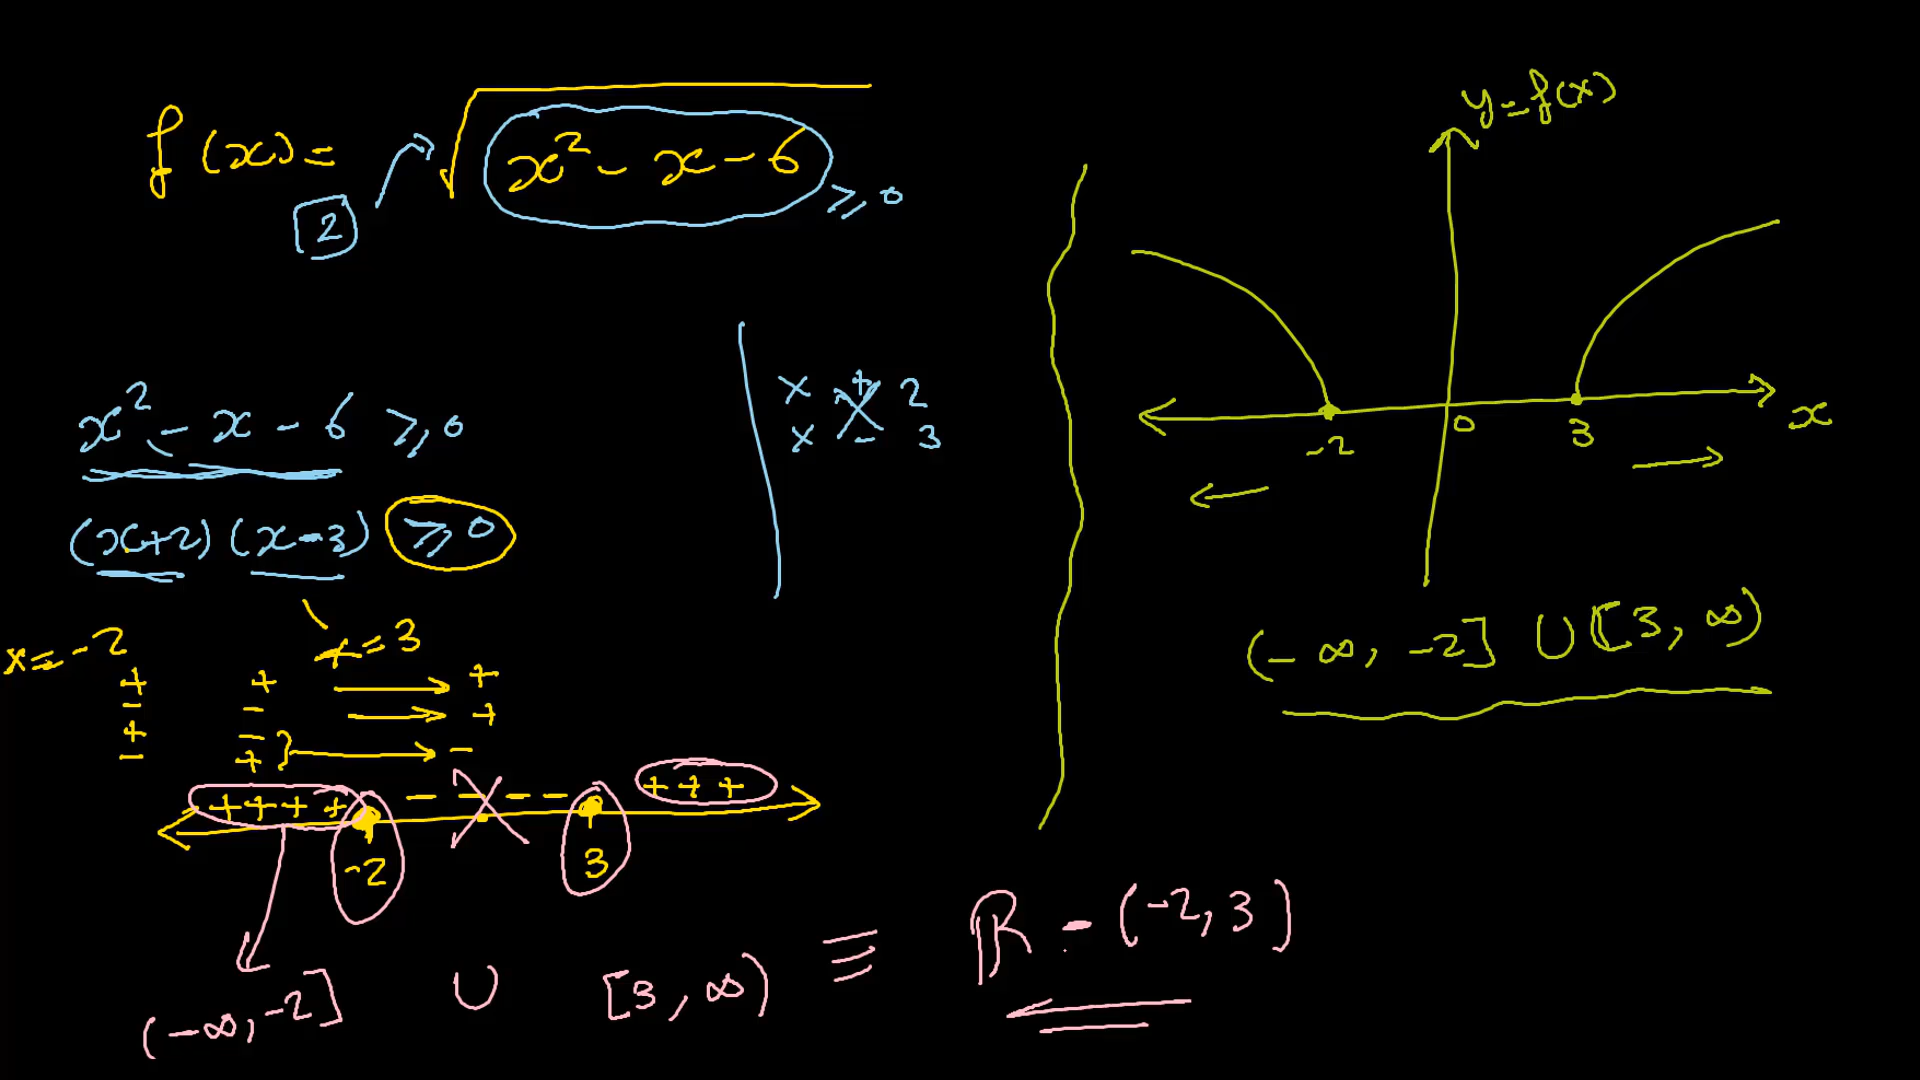 f(x) = √(x² - x - 6) ≥ 0
2
x² - x - 6 ≥ 0
(x+2) (x-3) ≥ 0
x + 2
x - 3
x = -2
x = 3
+ + → +
- - → +
+ - } → -
- +
++++ - - - - +++
-2 3
(-∞, -2] ∪ [3, ∞) ≡ ℝ - (-2, 3)
y = f(x)
-2 0 3 x
(-∞, -2] ∪ [3, ∞)